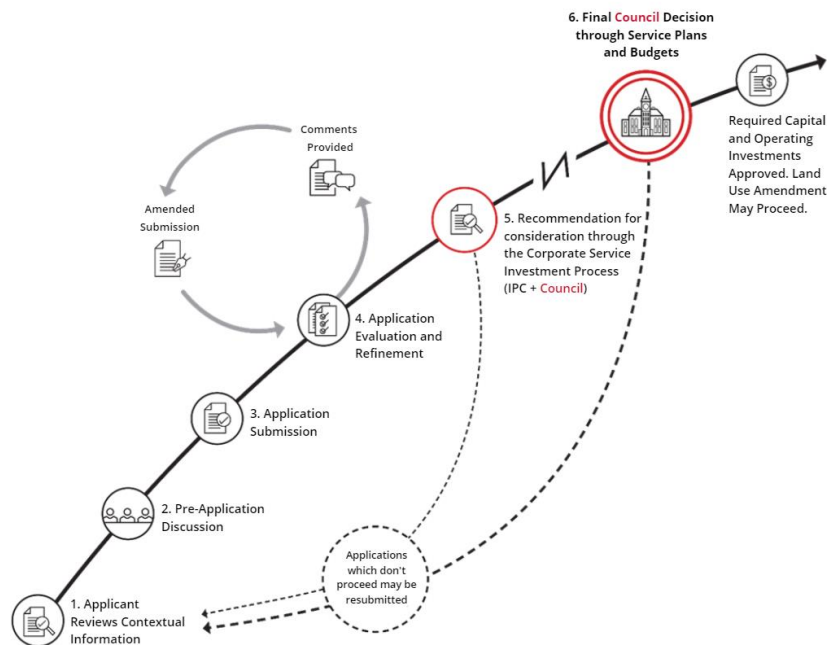 6. Final Council Decision
through Service Plans
and Budgets
Required Capital
and Operating
Investments
Approved. Land
Use Amendment
May Proceed.
Comments
Provided
Amended
Submission
5. Recommendation for
consideration through
the Corporate Service
Investment Process
(IPC + Council)
4. Application
Evaluation and
Refinement
3. Application
Submission
2. Pre-Application
Discussion
Applications
which don't
proceed may be
resubmitted
1. Applicant
Reviews Contextual
Information